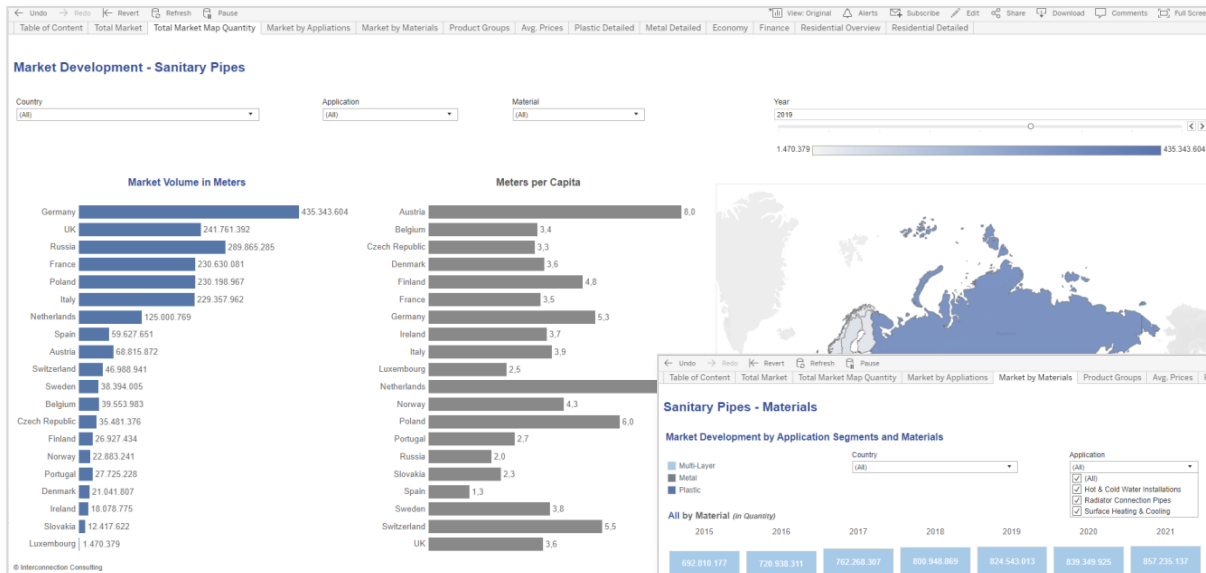 ← Undo → Redo Revert Refresh Pause View: Original Alerts Subscribe Edit Share Download Comments Full Scree
Table of Content Total Market Total Market Map Quantity Market by Appliations Market by Materials Product Groups Avg. Prices Plastic Detailed Metal Detailed Economy Finance Residential Overview Residential Detailed
Market Development - Sanitary Pipes
Country Application Material Year
(All) (All) (All) 2019
1.470.379 435.343.604
Market Volume in Meters Meters per Capita
Germany 435.343.604 Austria 8,0
UK 241.761.392 Belgium 3,4
Russia 289.865.285 Czech Republic 3,3
France 230.630.081 Denmark 3,6
Poland 230.198.967 Finland 4,8
Italy 229.357.962 France 3,5
Netherlands 125.000.769 Germany 5,3
Spain 59.627.651 Ireland 3,7
Austria 68.815.872 Italy 3,9
Switzerland 46.988.941 Luxembourg 2,5
Sweden 38.394.005 Netherlands
Belgium 39.553.983 Norway 4,3
Czech Republic 35.481.376 Poland 6,0
Finland 26.927.434 Portugal 2,7
Norway 22.883.241 Russia 2,0
Portugal 27.725.228 Slovakia 2,3
Denmark 21.041.807 Spain 1,3
Ireland 18.078.775 Sweden 3,8
Slovakia 12.417.622 Switzerland 5,5
Luxembourg 1.470.379 UK 3,6
© Interconnection Consulting
← Undo → Redo Revert Refresh Pause
Table of Content Total Market Total Market Map Quantity Market by Appliations Market by Materials Product Groups Avg. Prices
Sanitary Pipes - Materials
Market Development by Application Segments and Materials
Country Application
Multi-Layer (All) (All)
Metal (All)
Plastic Hot & Cold Water Installations
Radiator Connection Pipes
Surface Heating & Cooling
All by Material (in Quantity)
2015 2016 2017 2018 2019 2020 2021
692.810.177 720.938.311 762.268.307 800.948.869 824.543.013 839.349.925 857.235.137